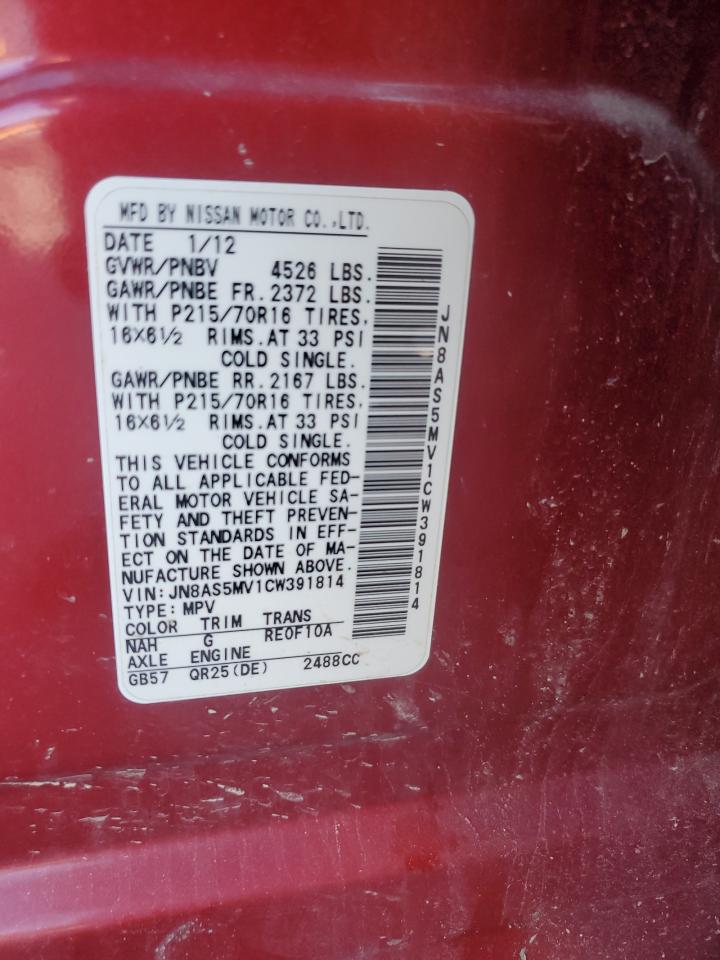 MFD BY NISSAN MOTOR CO.,LTD.
DATE 1/12
GVWR/PNBV 4526 LBS.
GAWR/PNBE FR. 2372 LBS.
WITH P215/70R16 TIRES,
16X6½ RIMS.AT 33 PSI
COLD SINGLE.
GAWR/PNBE RR. 2167 LBS.
WITH P215/70R16 TIRES,
16X6½ RIMS.AT 33 PSI
COLD SINGLE.
THIS VEHICLE CONFORMS
TO ALL APPLICABLE FED-
ERAL MOTOR VEHICLE SA-
FETY AND THEFT PREVEN-
TION STANDARDS IN EFF-
ECT ON THE DATE OF MA-
NUFACTURE SHOWN ABOVE.
VIN:JN8AS5MV1CW391814
TYPE:MPV
COLOR TRIM TRANS
NAH G RE0F10A
AXLE ENGINE
GB57 QR25(DE) 2488CC
JN8AS5MV1CW391814